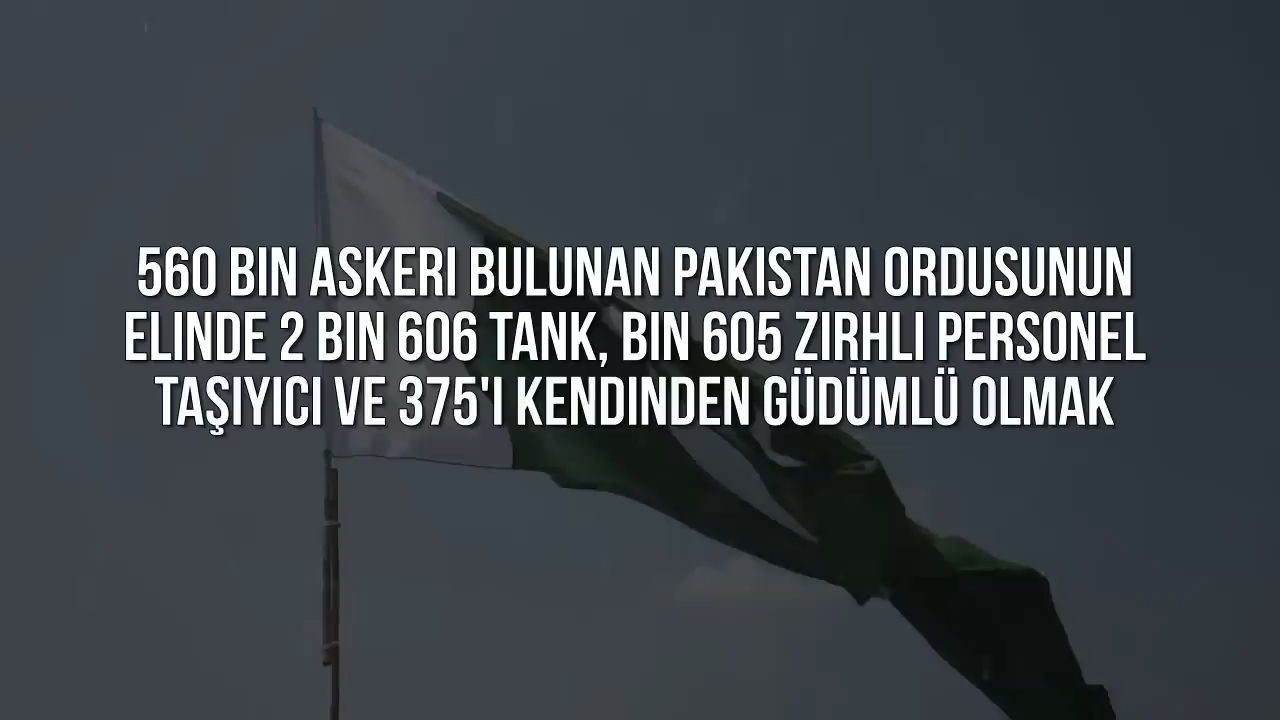 560 BIN ASKERI BULUNAN PAKISTAN ORDUSUNUN
ELINDE 2 BIN 606 TANK, BIN 605 ZIRHLI PERSONEL
TAŞIYICI VE 375'I KENDINDEN GÜDÜMLÜ OLMAK